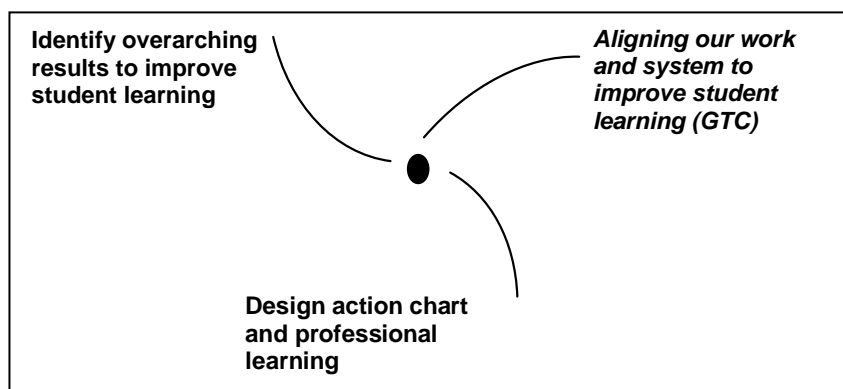 Identify overarching
results to improve
student learning
Aligning our work
and system to
improve student
learning (GTC)
Design action chart
and professional
learning